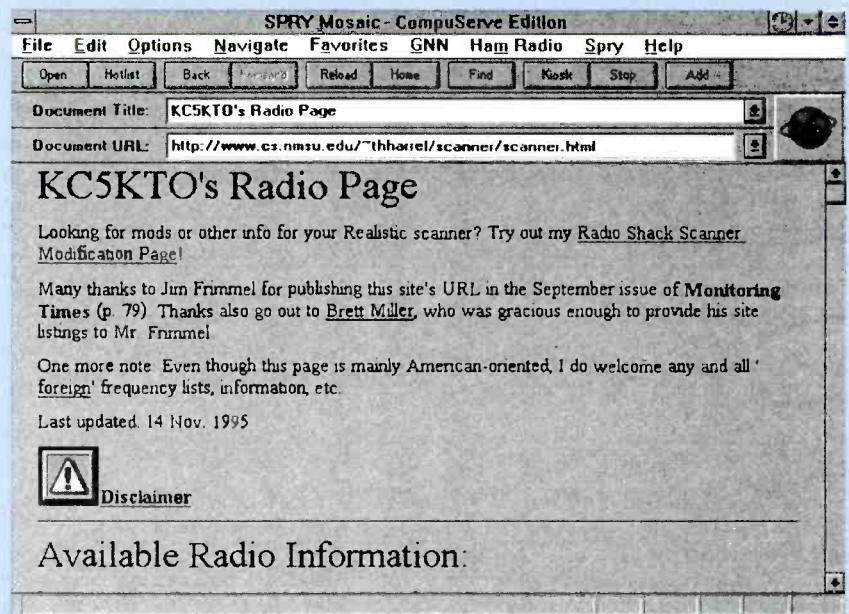 SPRY Mosaic - CompuServe Edition
File Edit Options Navigate Favorites GNN Ham Radio Spry Help
Open Hotlist Back Forward Reload Home Find Kiosk Stop Add
Document Title: KC5KTO's Radio Page
Document URL: http://www.cs.nmsu.edu/~thharrel/scanner/scanner.html
KC5KTO's Radio Page
Looking for mods or other info for your Realistic scanner? Try out my Radio Shack Scanner
Modification Page!
Many thanks to Jim Frimmel for publishing this site's URL in the September issue of Monitoring
Times (p. 79) Thanks also go out to Brett Miller, who was gracious enough to provide his site
listings to Mr Frimmel
One more note Even though this page is mainly American-oriented, I do welcome any and all '
foreign' frequency lists, information, etc.
Last updated. 14 Nov. 1995
Disclaimer
Available Radio Information: